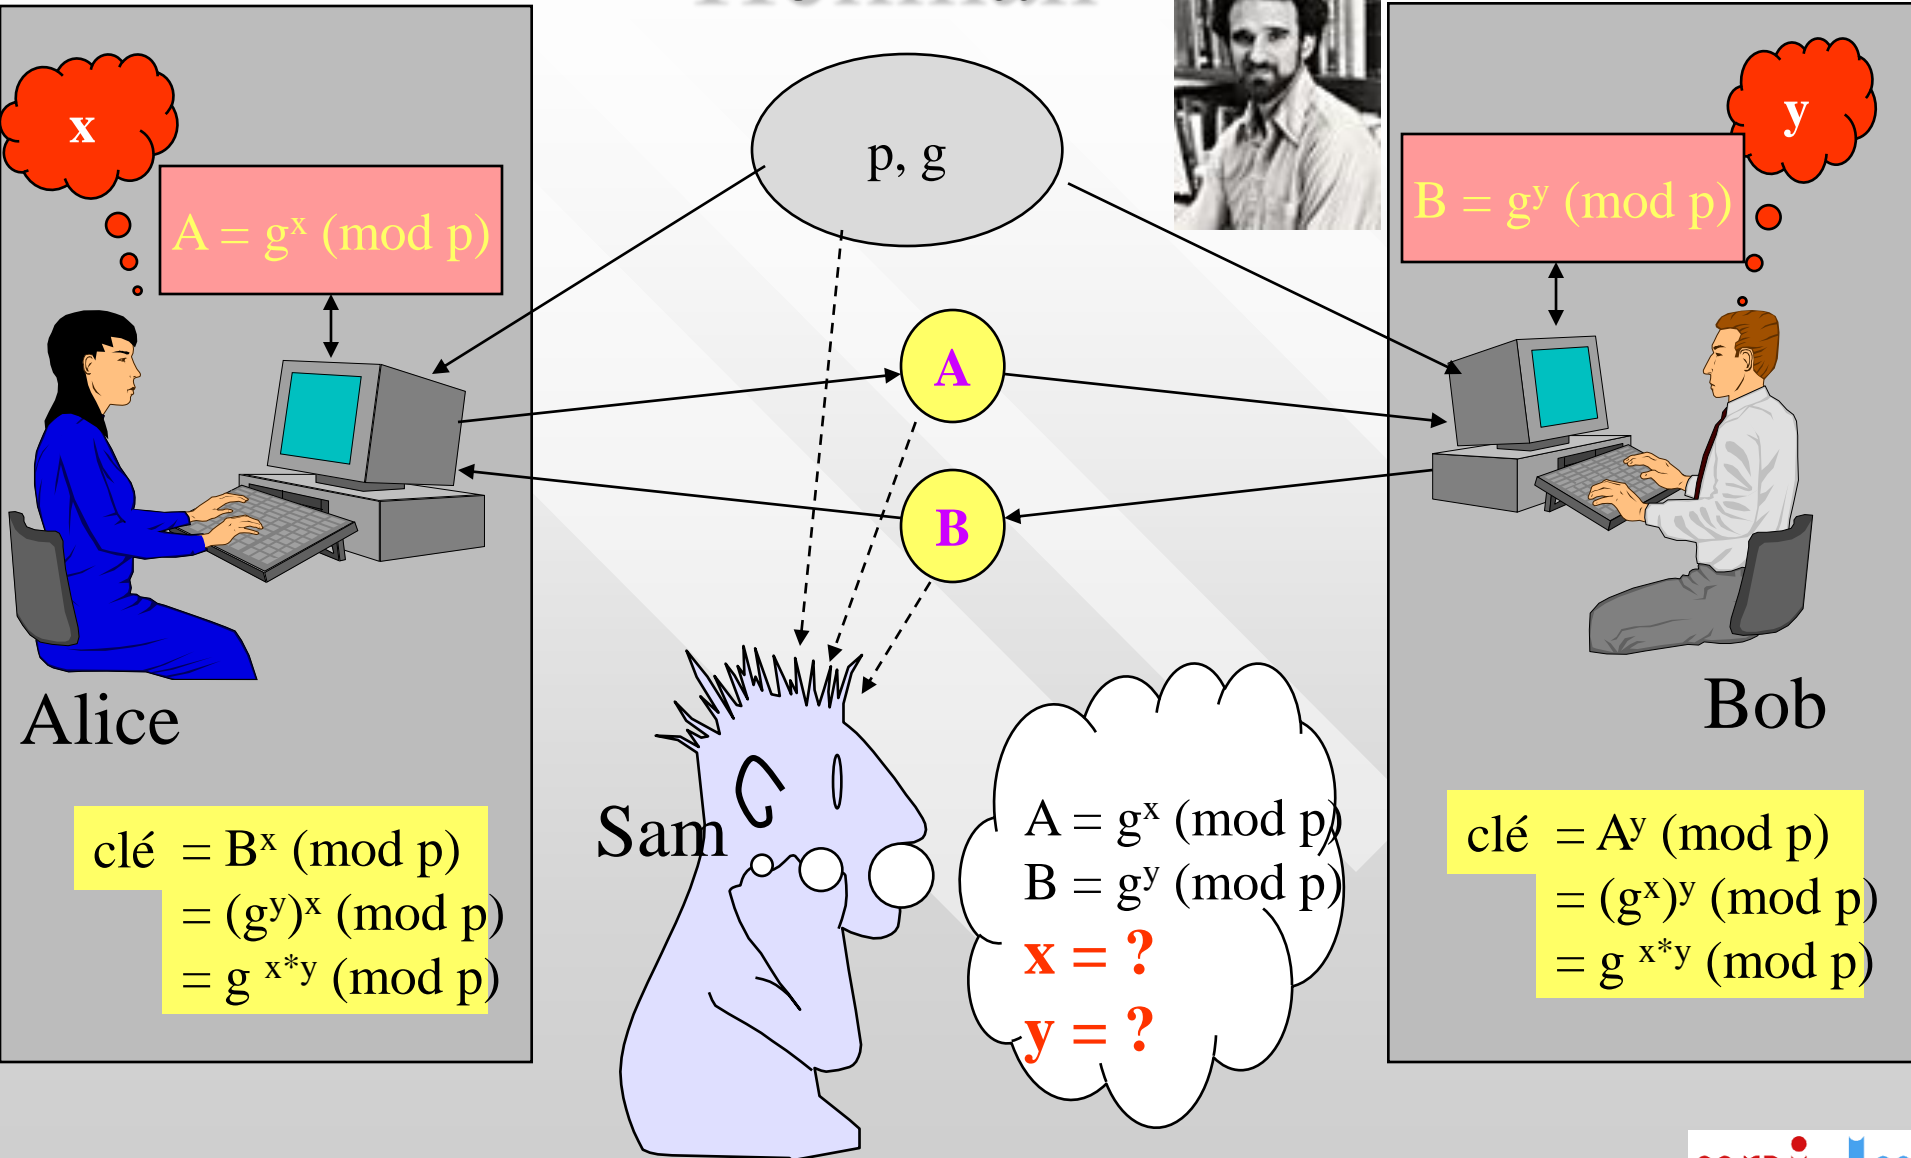 x
y
p, g
A = gˣ (mod p)
B = gʸ (mod p)
A
B
Alice
Bob
Sam
clé = Bˣ (mod p)
= (gʸ)ˣ (mod p)
= g ˣ*ʸ (mod p)
A = gˣ (mod p)
B = gʸ (mod p)
x = ?
y = ?
clé = Aʸ (mod p)
= (gˣ)ʸ (mod p)
= g ˣ*ʸ (mod p)